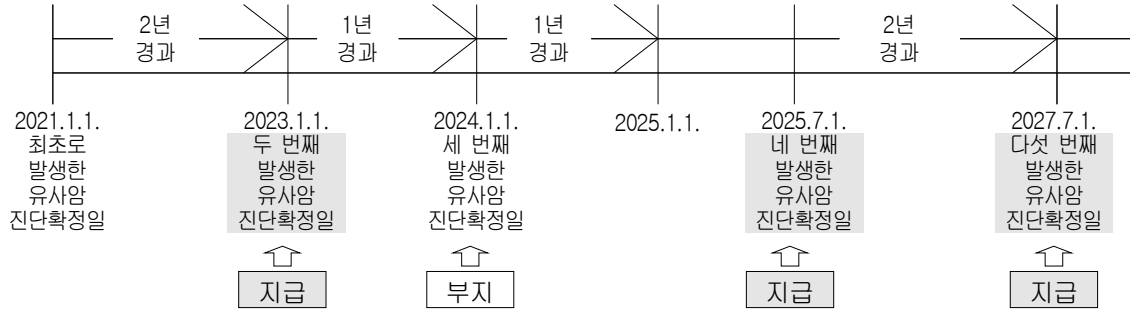 2년
경과
1년
경과
1년
경과
2년
경과
2021.1.1.
최초로
발생한
유사암
진단확정일
2023.1.1.
두 번째
발생한
유사암
진단확정일
2024.1.1.
세 번째
발생한
유사암
진단확정일
2025.1.1.
2025.7.1.
네 번째
발생한
유사암
진단확정일
2027.7.1.
다섯 번째
발생한
유사암
진단확정일
지급
부지
지급
지급